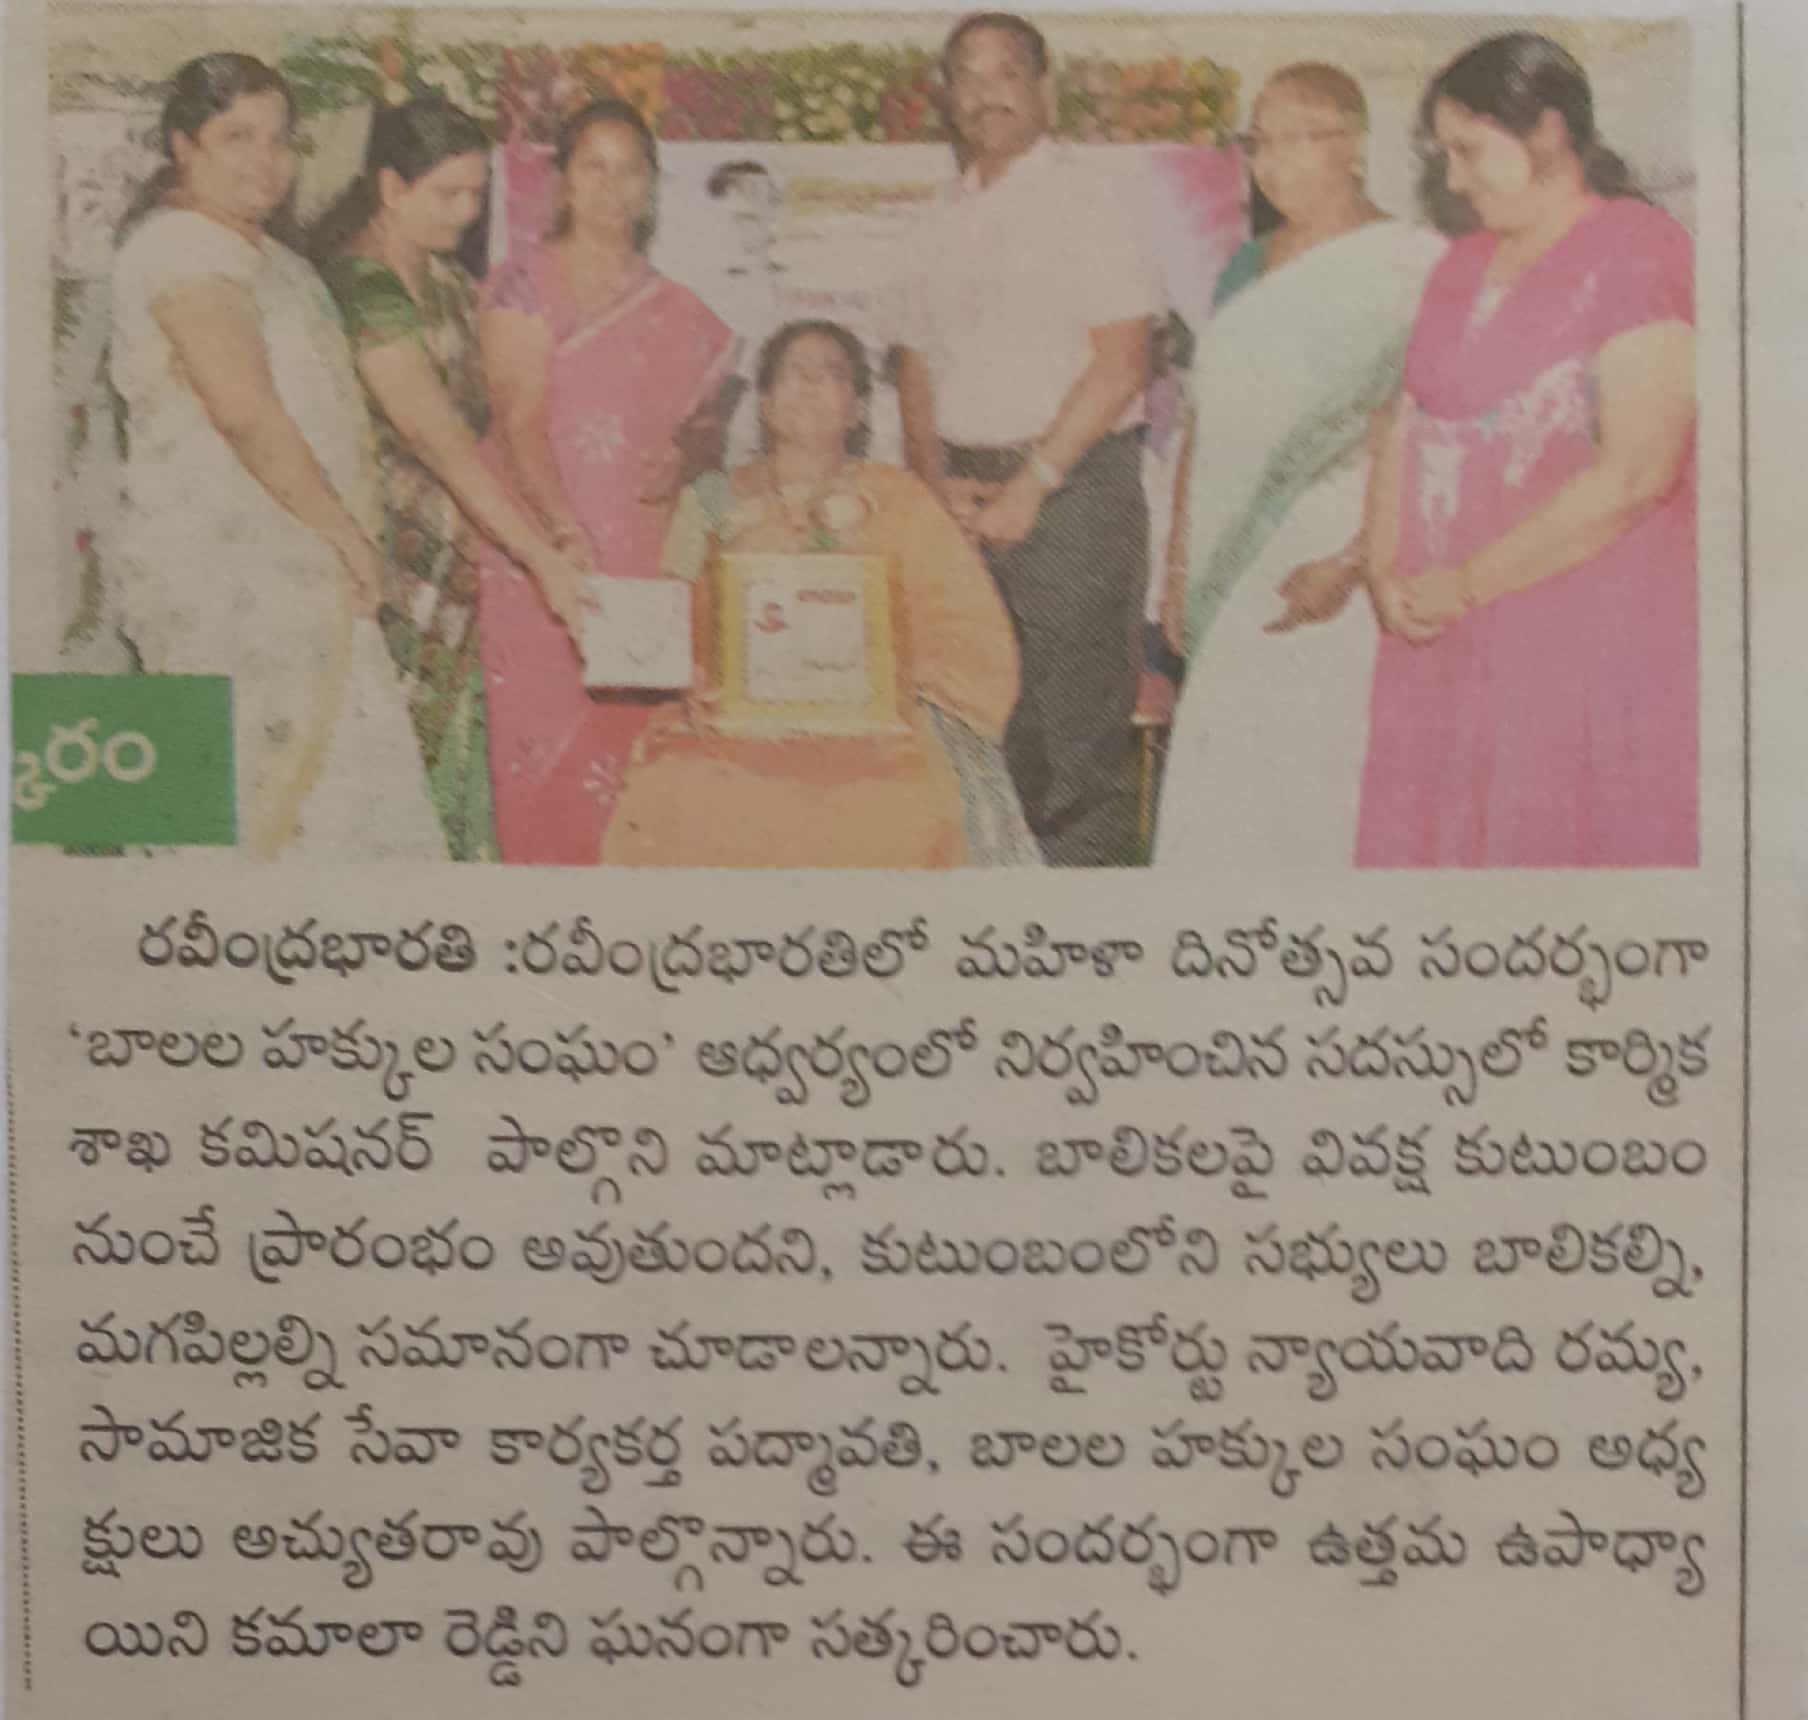 ్కరం
రవీంద్రభారతి :రవీంద్రభారతిలో మహిళా దినోత్సవ సందర్భంగా
'బాలల హక్కుల సంఘం' ఆధ్వర్యంలో నిర్వహించిన సదస్సులో కార్మిక
శాఖ కమిషనర్ పాల్గొని మాట్లాడారు. బాలికలపై వివక్ష కుటుంబం
నుంచే ప్రారంభం అవుతుందని, కుటుంబంలోని సభ్యులు బాలికల్ని,
మగపిల్లల్ని సమానంగా చూడాలన్నారు. హైకోర్టు న్యాయవాది రమ్య,
సామాజిక సేవా కార్యకర్త పద్మావతి, బాలల హక్కుల సంఘం అధ్య
క్షులు అచ్యుతరావు పాల్గొన్నారు. ఈ సందర్భంగా ఉత్తమ ఉపాధ్యా
యిని కమాలా రెడ్డిని ఘనంగా సత్కరించారు.